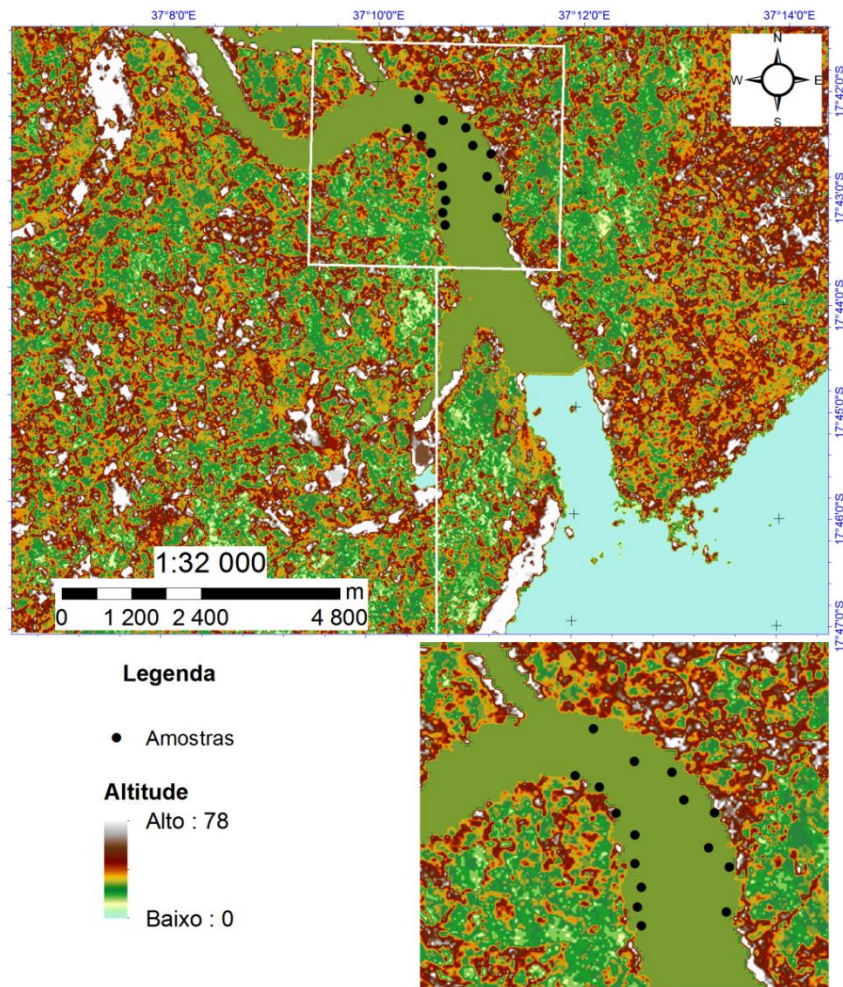 37°8'0"E 37°10'0"E 37°12'0"E 37°14'0"E
N
W E
S
17°42'0"S
17°43'0"S
17°44'0"S
17°45'0"S
17°46'0"S
17°47'0"S
1:32 000
m
0 1 200 2 400 4 800
Legenda
Amostras
Altitude
Alto : 78
Baixo : 0